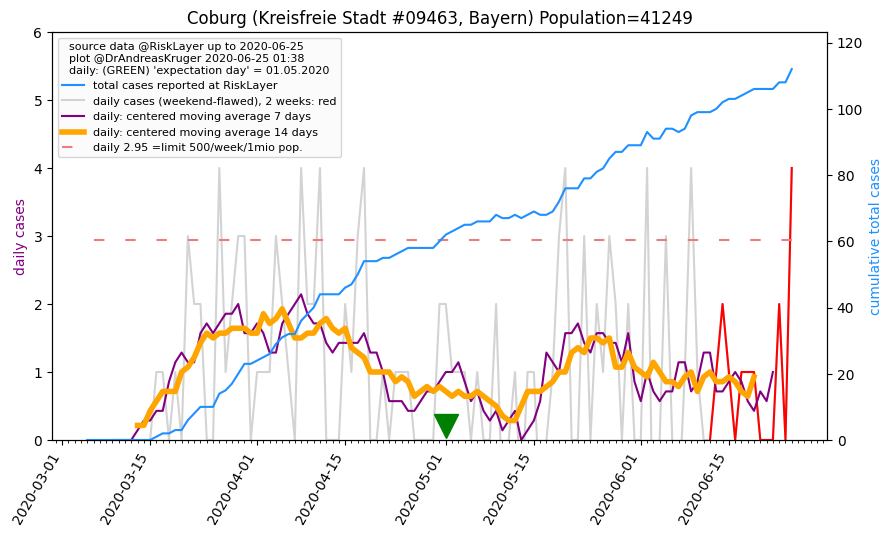 Coburg (Kreisfreie Stadt #09463, Bayern) Population=41249
source data @RiskLayer up to 2020-06-25
plot @DrAndreasKruger 2020-06-25 01:38
daily: (GREEN) 'expectation day' = 01.05.2020
total cases reported at RiskLayer
daily cases (weekend-flawed), 2 weeks: red
daily: centered moving average 7 days
daily: centered moving average 14 days
daily 2.95 =limit 500/week/1mio pop.
daily cases
6
5
4
3
2
1
0
cumulative total cases
120
100
80
60
40
20
0
2020-03-01
2020-03-15
2020-04-01
2020-04-15
2020-05-01
2020-05-15
2020-06-01
2020-06-15